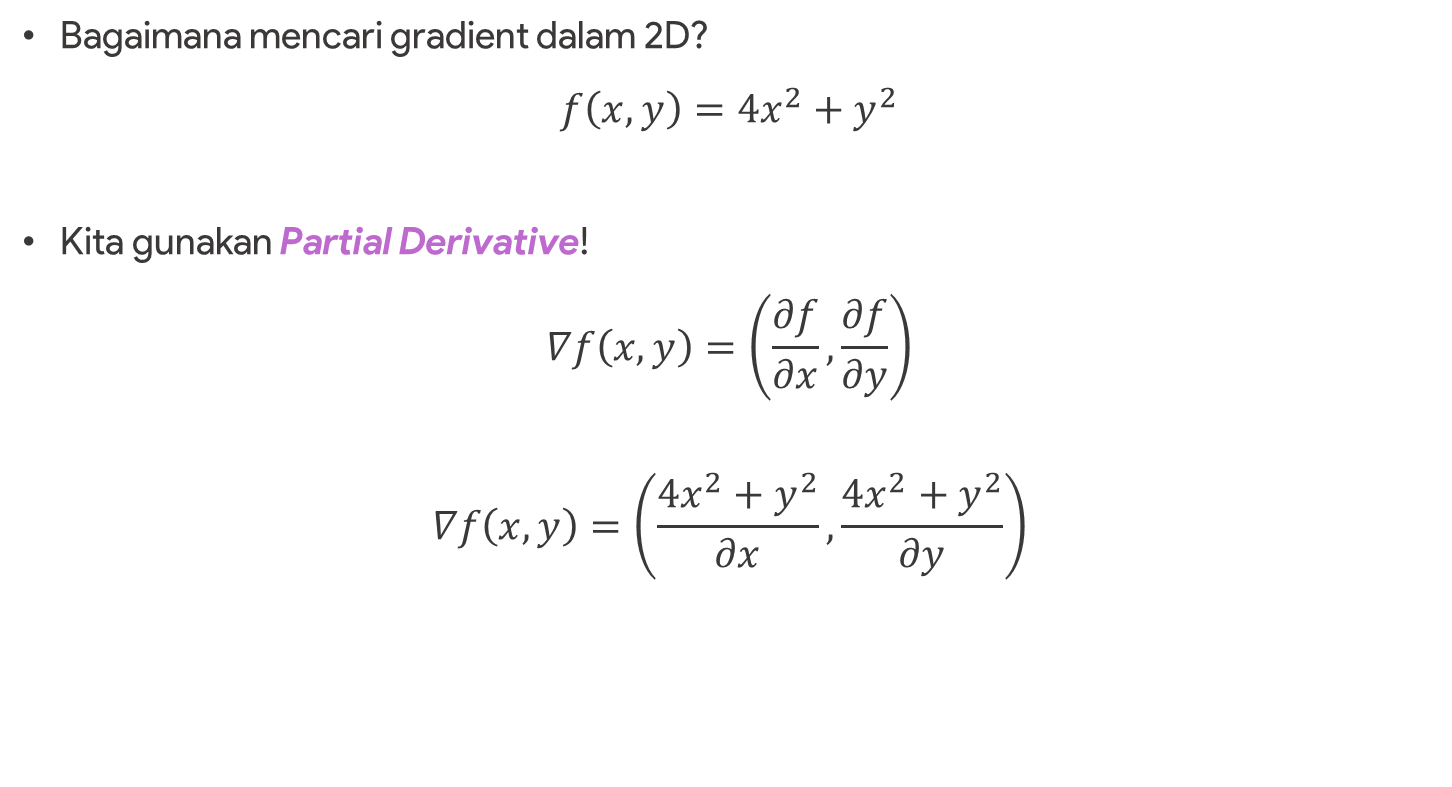 • Bagaimana mencari gradient dalam 2D?
f(x, y) = 4x² + y²
• Kita gunakan Partial Derivative!
∇f(x, y) = (∂f/∂x, ∂f/∂y)
∇f(x, y) = ((4x² + y²)/∂x, (4x² + y²)/∂y)